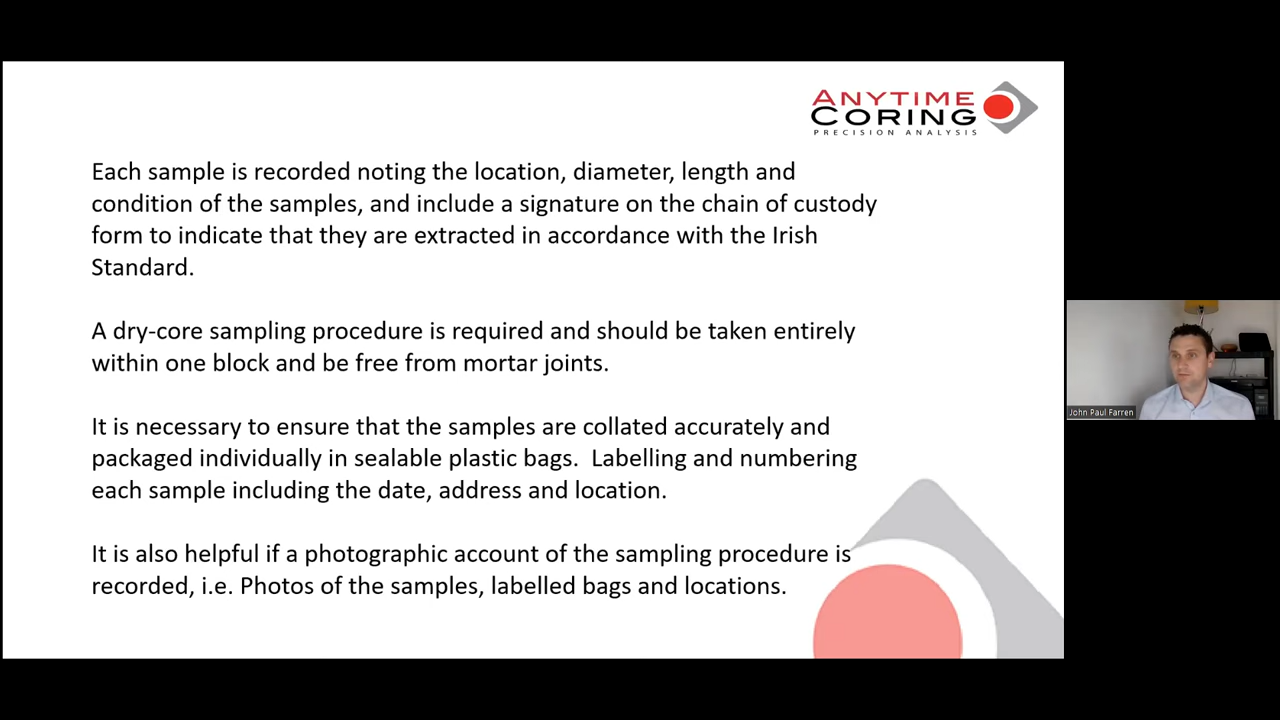 ANYTIME
CORING
PRECISION ANALYSIS
Each sample is recorded noting the location, diameter, length and
condition of the samples, and include a signature on the chain of custody
form to indicate that they are extracted in accordance with the Irish
Standard.
A dry-core sampling procedure is required and should be taken entirely
within one block and be free from mortar joints.
It is necessary to ensure that the samples are collated accurately and
packaged individually in sealable plastic bags.  Labelling and numbering
each sample including the date, address and location.
It is also helpful if a photographic account of the sampling procedure is
recorded, i.e. Photos of the samples, labelled bags and locations.
John Paul Farren